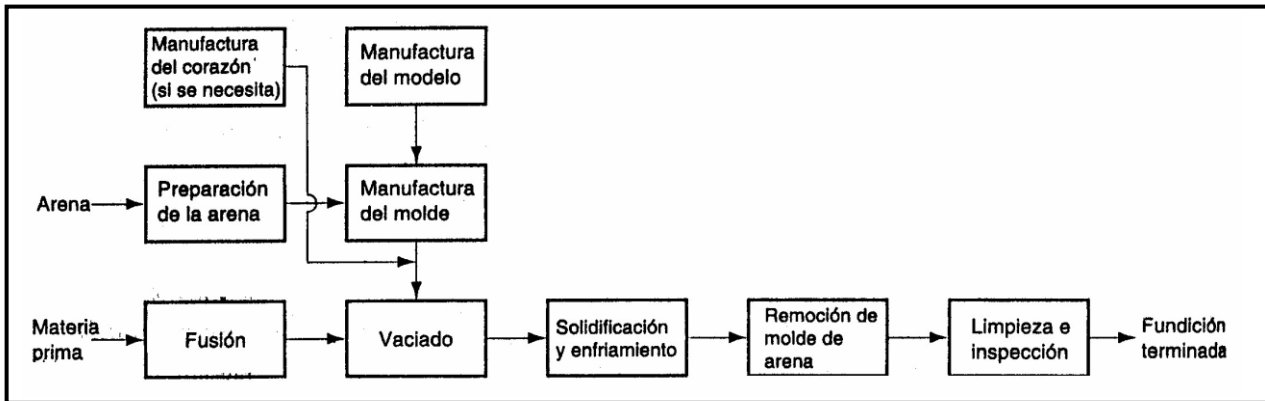 Manufactura
del corazón
(si se necesita)
Manufactura
del modelo
Arena
Preparación
de la arena
Manufactura
del molde
Materia
prima
Fusión
Vaciado
Solidificación
y enfriamiento
Remoción de
molde de
arena
Limpieza e
inspección
Fundición
terminada